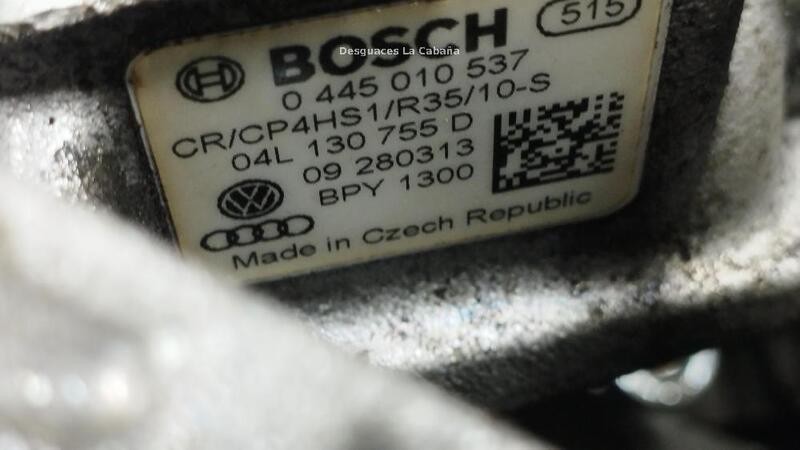 BOSCH 515
Desguaces La Cabaña
0 445 010 537
CR/CP4HS1/R35/10-S
04L 130 755 D
09 280313
BPY 1300
Made in Czech Republic